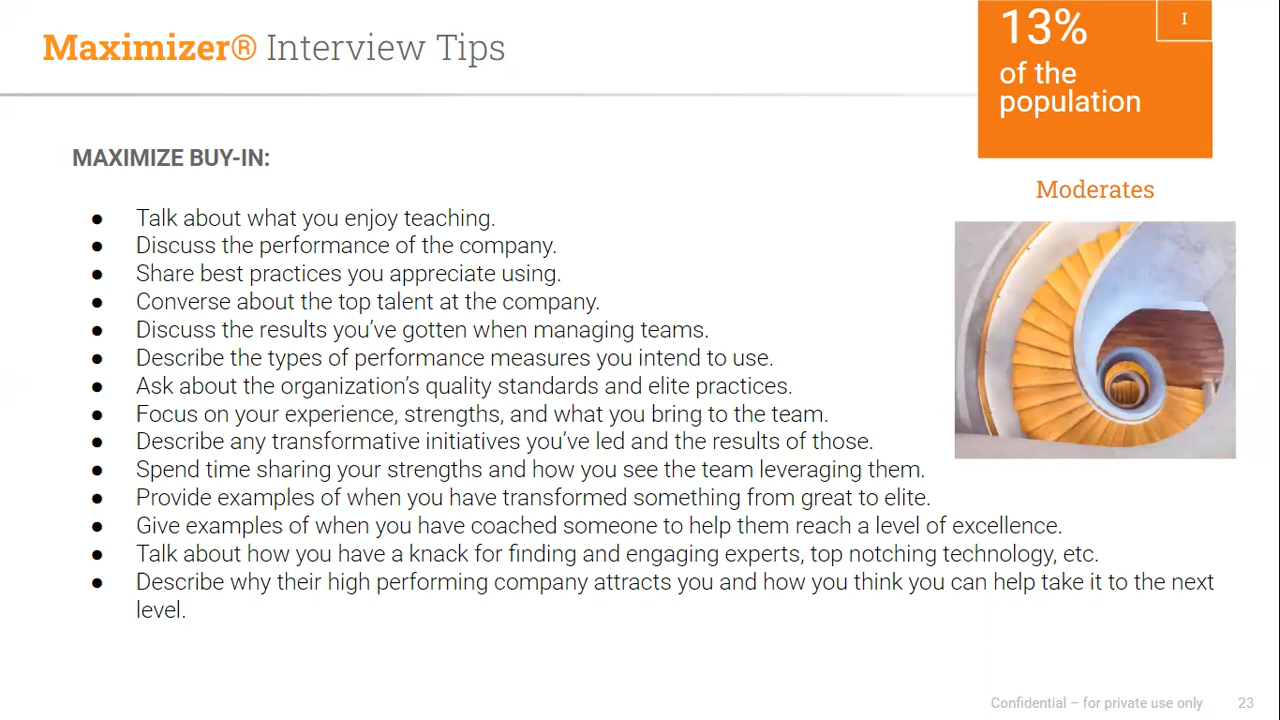 Maximizer® Interview Tips
13%
I
of the
population
Moderates
MAXIMIZE BUY-IN:
● Talk about what you enjoy teaching.
● Discuss the performance of the company.
● Share best practices you appreciate using.
● Converse about the top talent at the company.
● Discuss the results you’ve gotten when managing teams.
● Describe the types of performance measures you intend to use.
● Ask about the organization’s quality standards and elite practices.
● Focus on your experience, strengths, and what you bring to the team.
● Describe any transformative initiatives you’ve led and the results of those.
● Spend time sharing your strengths and how you see the team leveraging them.
● Provide examples of when you have transformed something from great to elite.
● Give examples of when you have coached someone to help them reach a level of excellence.
● Talk about how you have a knack for finding and engaging experts, top notching technology, etc.
● Describe why their high performing company attracts you and how you think you can help take it to the next
level.
Confidential – for private use only 23